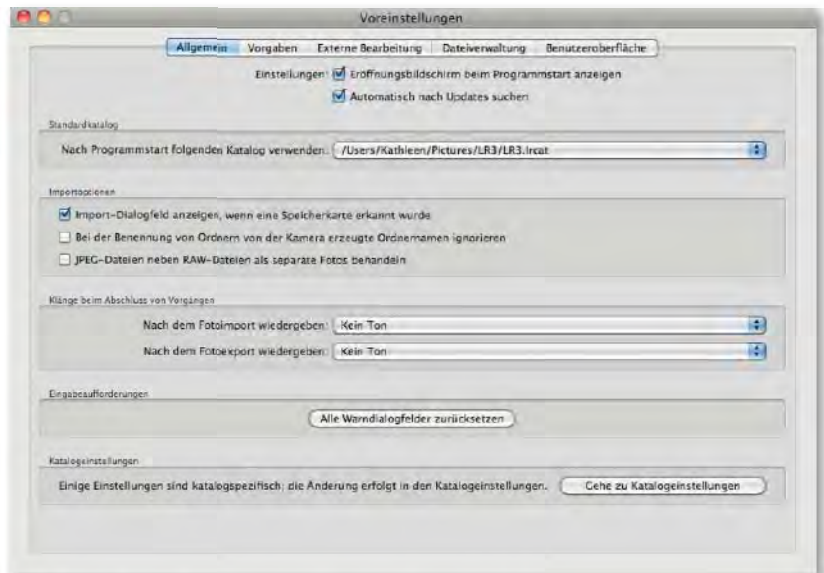 Voreinstellungen
Allgemein Vorgaben Externe Bearbeitung Dateiverwaltung Benutzeroberfläche
Einstellungen: Eröffnungsbildschirm beim Programmstart anzeigen
Automatisch nach Updates suchen
Standardkatalog
Nach Programmstart folgenden Katalog verwenden: /Users/Kathleen/Pictures/LR3/LR3.lrcat
Importoptionen
Import-Dialogfeld anzeigen, wenn eine Speicherkarte erkannt wurde
Bei der Benennung von Ordnern von der Kamera erzeugte Ordnernamen ignorieren
JPEG-Dateien neben RAW-Dateien als separate Fotos behandeln
Klänge beim Abschluss von Vorgängen
Nach dem Fotoimport wiedergeben: Kein Ton
Nach dem Fotoexport wiedergeben: Kein Ton
Eingabeaufforderungen
Alle Warndialogfelder zurücksetzen
Katalogeinstellungen
Einige Einstellungen sind katalogspezifisch; die Änderung erfolgt in den Katalogeinstellungen. Gehe zu Katalogeinstellungen